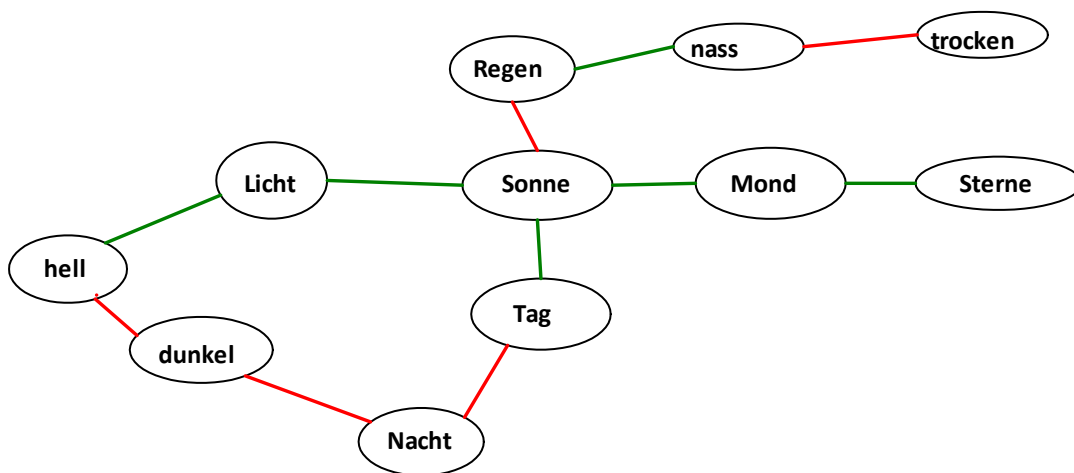 trocken
nass
Regen
Licht
Sonne
Mond
Sterne
hell
Tag
dunkel
Nacht